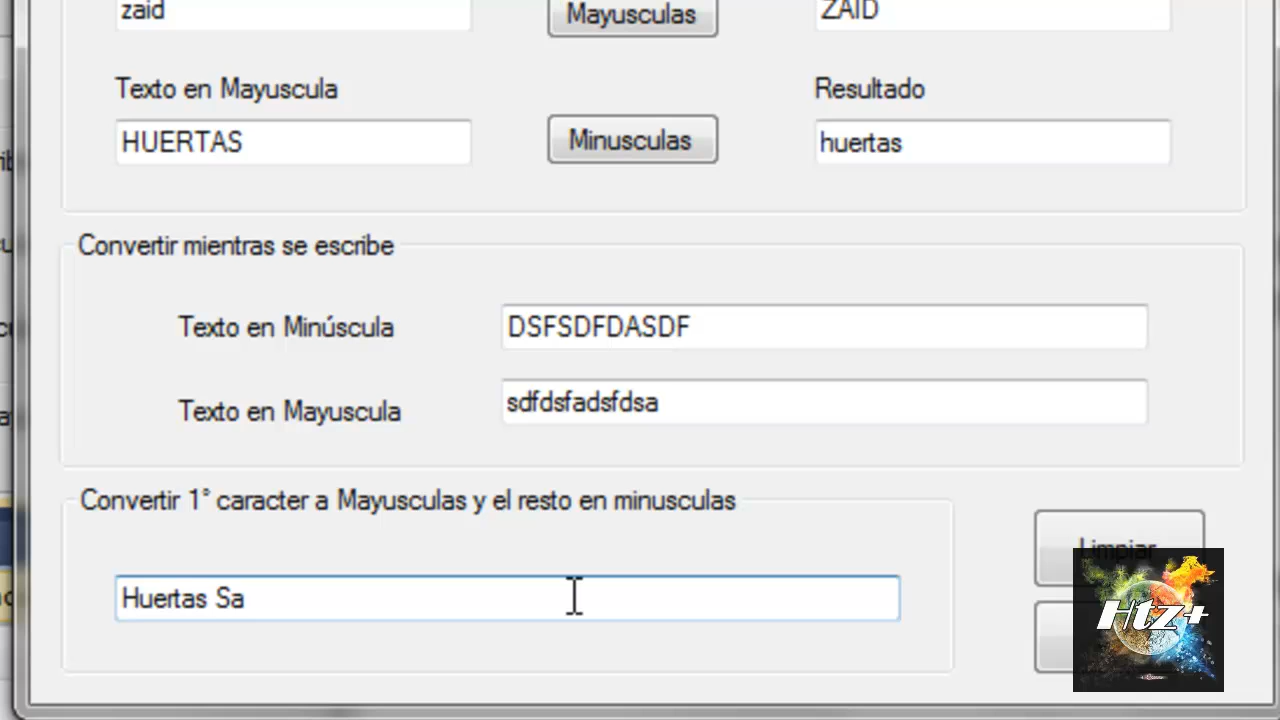 zaid Mayusculas ZAID
Texto en Mayuscula Resultado
HUERTAS Minusculas huertas
Convertir mientras se escribe
Texto en Minúscula DSFSDFDASDF
Texto en Mayuscula sdfdsfadsfdsa
Convertir 1° caracter a Mayusculas y el resto en minusculas
Limpiar
Huertas Sa
Htz+